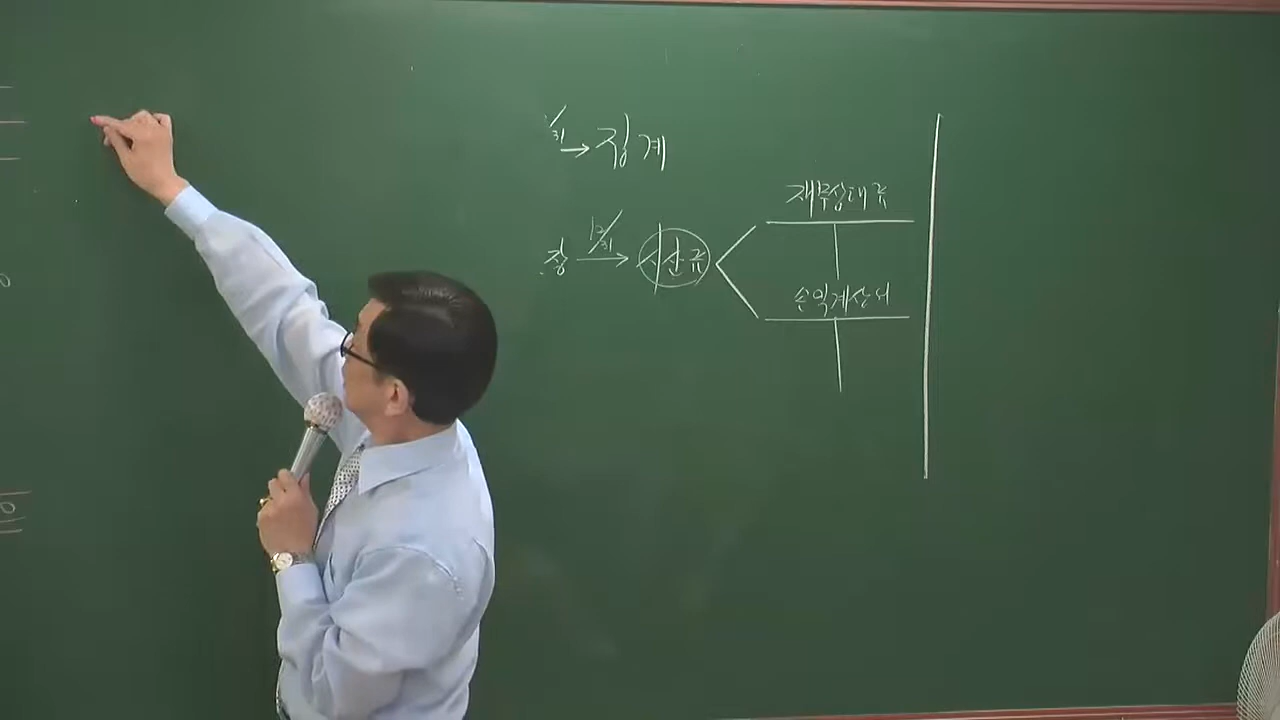 1/31 → 집계
장 12/31 → 시산표
재무상태표
손익계산서